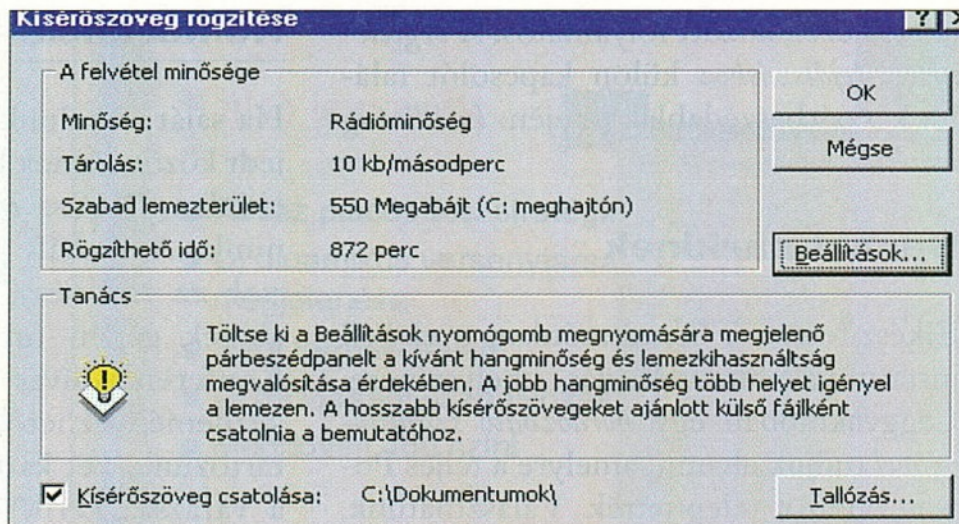 Kísérőszöveg rögzítése
A felvétel minősége
Minőség: Rádióminőség
Tárolás: 10 kb/másodperc
Szabad lemezterület: 550 Megabájt (C: meghajtón)
Rögzíthető idő: 872 perc
OK
Mégse
Beállítások...
Tanács
Töltse ki a Beállítások nyomógomb megnyomására megjelenő
párbeszédpanelt a kívánt hangminőség és lemezkihasználtság
megvalósítása érdekében. A jobb hangminőség több helyet igényel
a lemezen. A hosszabb kísérőszövegeket ajánlott külső fájlként
csatolnia a bemutatóhoz.
Kísérőszöveg csatolása: C:\Dokumentumok\
Tallózás...